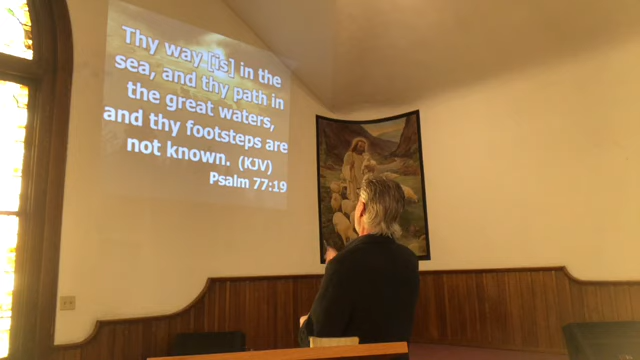 Thy way [is] in the
sea, and thy path in
the great waters,
and thy footsteps are
not known. (KJV)
Psalm 77:19